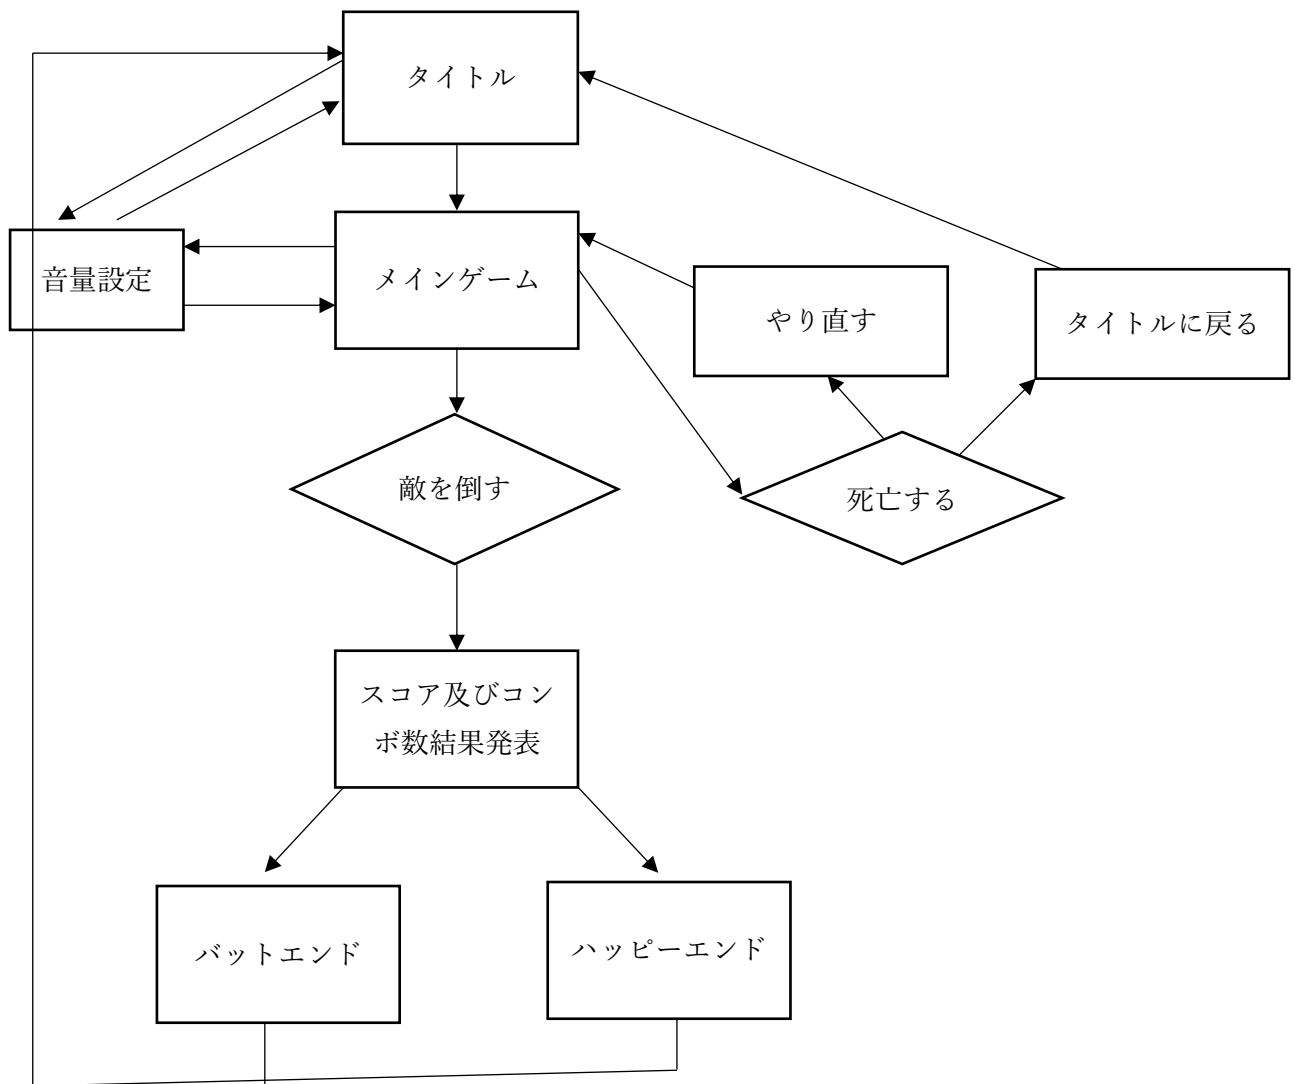 タイトル
音量設定
メインゲーム
やり直す
タイトルに戻る
敵を倒す
死亡する
スコア及びコン
ボ数結果発表
バットエンド
ハッピーエンド